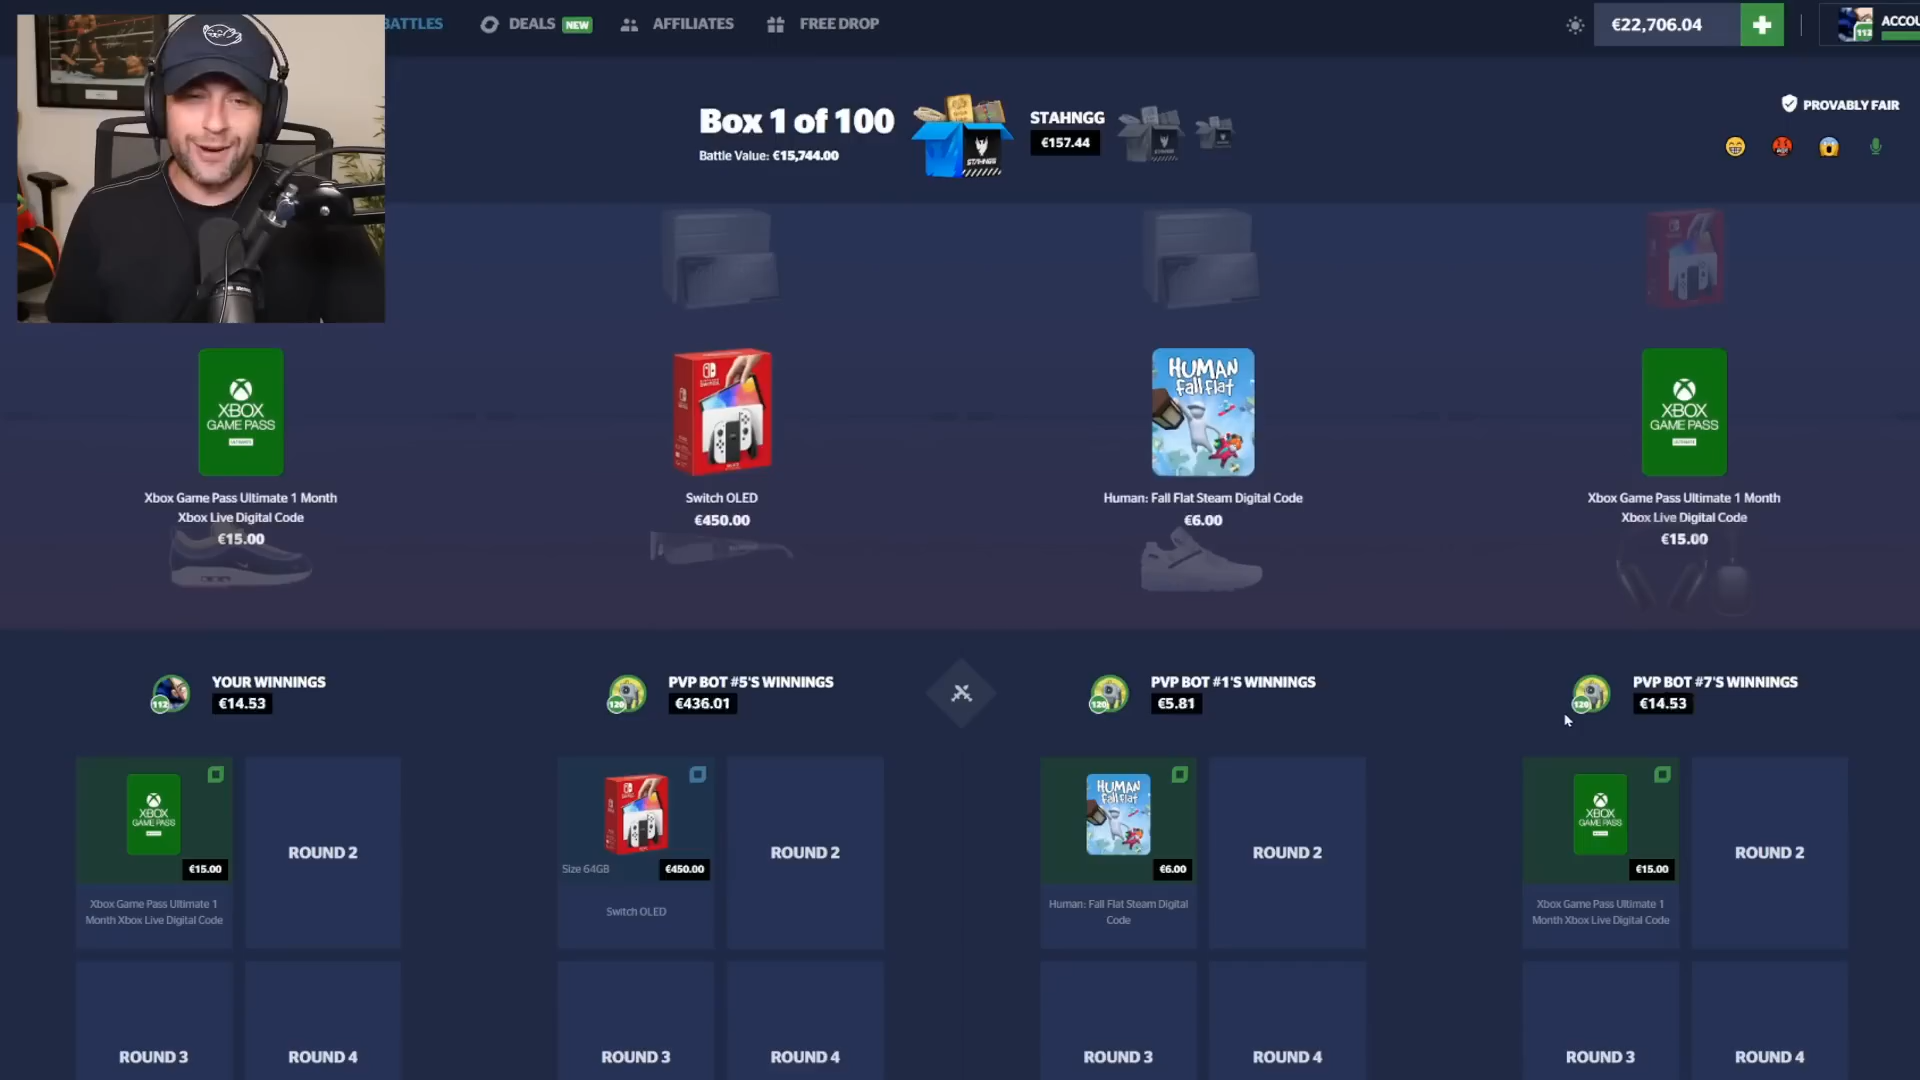 BATTLES
DEALS NEW
AFFILIATES
FREE DROP
€22,706.04
112
ACCOU
Box 1 of 100
Battle Value: €15,744.00
STAHNGG
STAHNGG
€157.44
PROVABLY FAIR
XBOX
GAME PASS
ULTIMATE
Xbox Game Pass Ultimate 1 Month
Xbox Live Digital Code
€15.00
Switch OLED
€450.00
HUMAN
fall flat
Human: Fall Flat Steam Digital Code
€6.00
XBOX
GAME PASS
ULTIMATE
Xbox Game Pass Ultimate 1 Month
Xbox Live Digital Code
€15.00
112
YOUR WINNINGS
€14.53
120
PVP BOT #5'S WINNINGS
€436.01
120
PVP BOT #1'S WINNINGS
€5.81
120
PVP BOT #7'S WINNINGS
€14.53
XBOX
GAME PASS
€15.00
Xbox Game Pass Ultimate 1
Month Xbox Live Digital Code
ROUND 2
Size 64GB
€450.00
Switch OLED
ROUND 2
HUMAN
fall flat
€6.00
Human: Fall Flat Steam Digital
Code
ROUND 2
XBOX
GAME PASS
€15.00
Xbox Game Pass Ultimate 1
Month Xbox Live Digital Code
ROUND 2
ROUND 3
ROUND 4
ROUND 3
ROUND 4
ROUND 3
ROUND 4
ROUND 3
ROUND 4